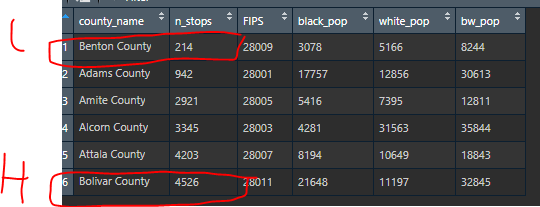 county_name n_stops FIPS black_pop white_pop bw_pop
L 1 Benton County 214 28009 3078 5166 8244
2 Adams County 942 28001 17757 12856 30613
3 Amite County 2921 28005 5416 7395 12811
4 Alcorn County 3345 28003 4281 31563 35844
5 Attala County 4203 28007 8194 10649 18843
H 6 Bolivar County 4526 28011 21648 11197 32845